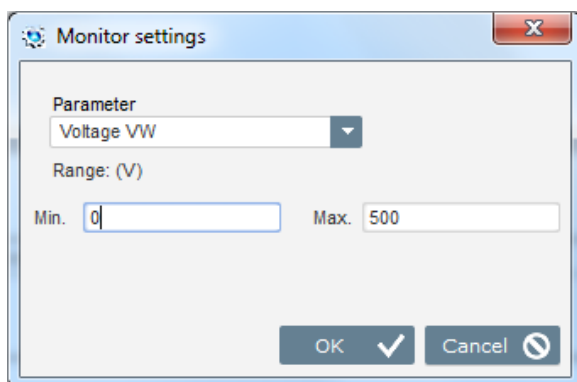 Monitor settings
Parameter
Voltage VW
Range: (V)
Min. 0 Max. 500
OK Cancel